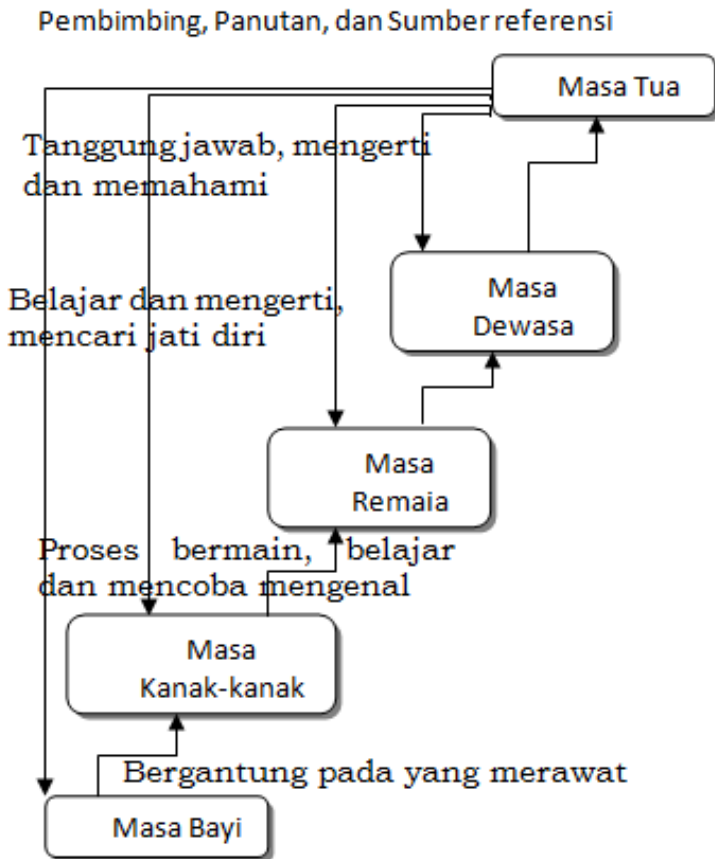 Pembimbing, Panutan, dan Sumber referensi
Masa Tua
Tanggung jawab, mengerti
dan memahami
Masa
Dewasa
Belajar dan mengerti,
mencari jati diri
Masa
Remaia
Proses bermain, belajar
dan mencoba mengenal
Masa
Kanak-kanak
Bergantung pada yang merawat
Masa Bayi